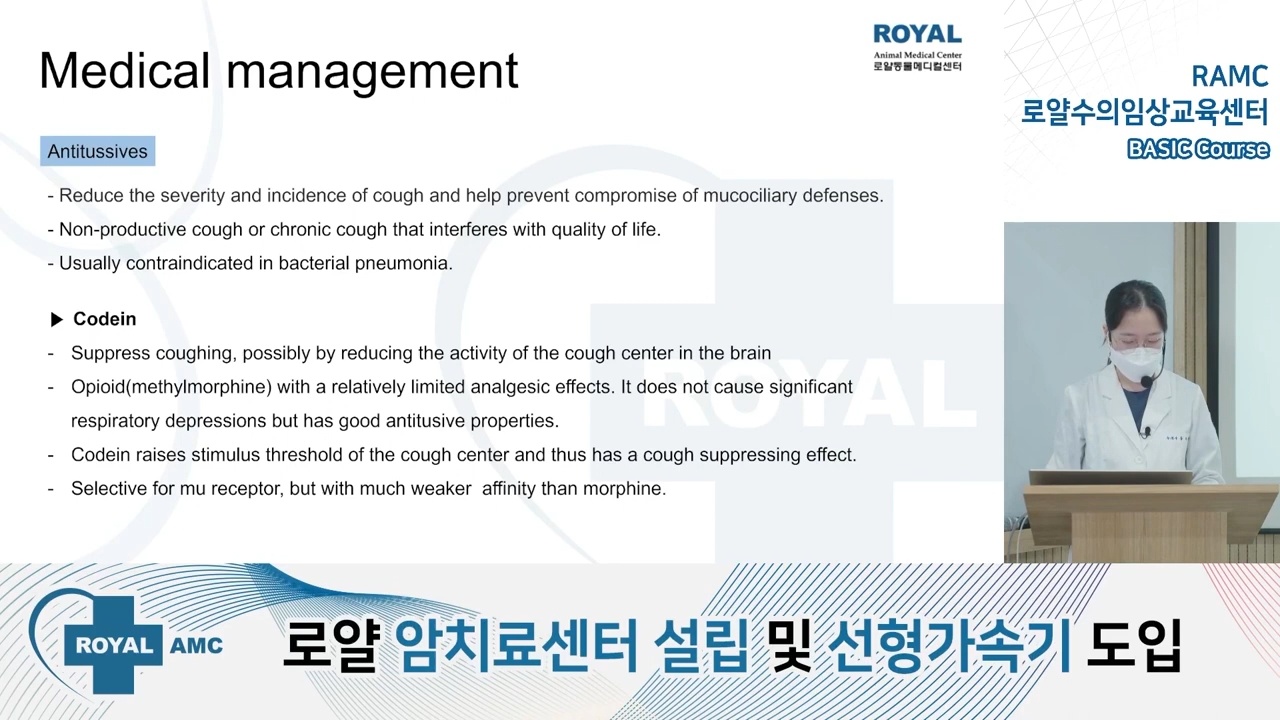 Medical management
ROYAL
Animal Medical Center
로얄동물메디컬센터
RAMC
로얄수의임상교육센터
BASIC Course
Antitussives
- Reduce the severity and incidence of cough and help prevent compromise of mucociliary defenses.
- Non-productive cough or chronic cough that interferes with quality of life.
- Usually contraindicated in bacterial pneumonia.
▶ Codein
- Suppress coughing, possibly by reducing the activity of the cough center in the brain
- Opioid(methylmorphine) with a relatively limited analgesic effects. It does not cause significant
respiratory depressions but has good antitusive properties.
- Codein raises stimulus threshold of the cough center and thus has a cough suppressing effect.
- Selective for mu receptor, but with much weaker affinity than morphine.
ROYAL
ROYAL AMC
로얄 암치료센터 설립 및 선형가속기 도입